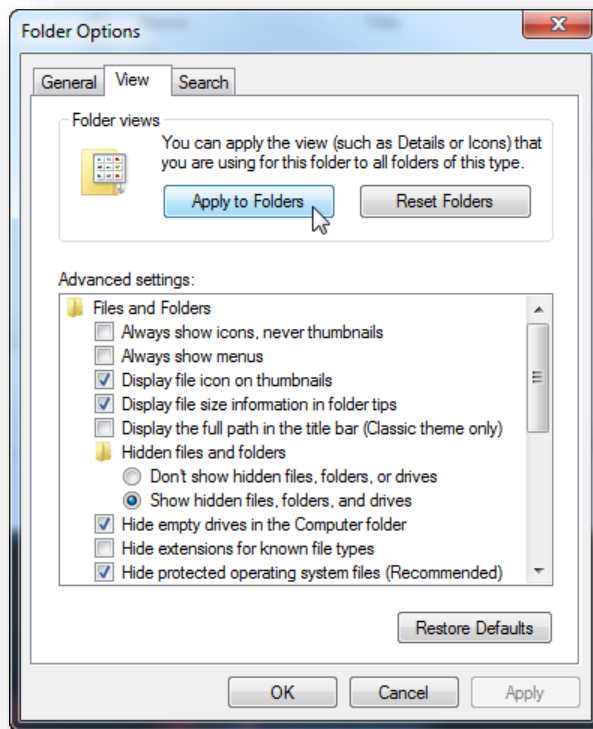 Folder Options
General View Search
Folder views
You can apply the view (such as Details or Icons) that
you are using for this folder to all folders of this type.
Apply to Folders Reset Folders
Advanced settings:
Files and Folders
Always show icons, never thumbnails
Always show menus
Display file icon on thumbnails
Display file size information in folder tips
Display the full path in the title bar (Classic theme only)
Hidden files and folders
Don't show hidden files, folders, or drives
Show hidden files, folders, and drives
Hide empty drives in the Computer folder
Hide extensions for known file types
Hide protected operating system files (Recommended)
Restore Defaults
OK Cancel Apply